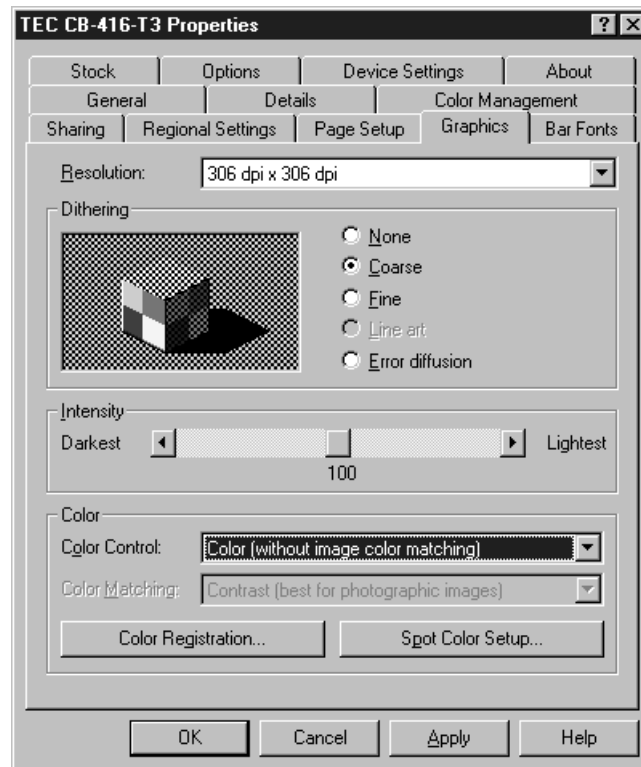 TEC CB-416-T3 Properties
Stock Options Device Settings About
General Details Color Management
Sharing Regional Settings Page Setup Graphics Bar Fonts
Resolution: 306 dpi x 306 dpi
Dithering
None
Coarse
Fine
Line art
Error diffusion
Intensity
Darkest Lightest
100
Color
Color Control: Color (without image color matching)
Color Matching: Contrast (best for photographic images)
Color Registration... Spot Color Setup...
OK Cancel Apply Help